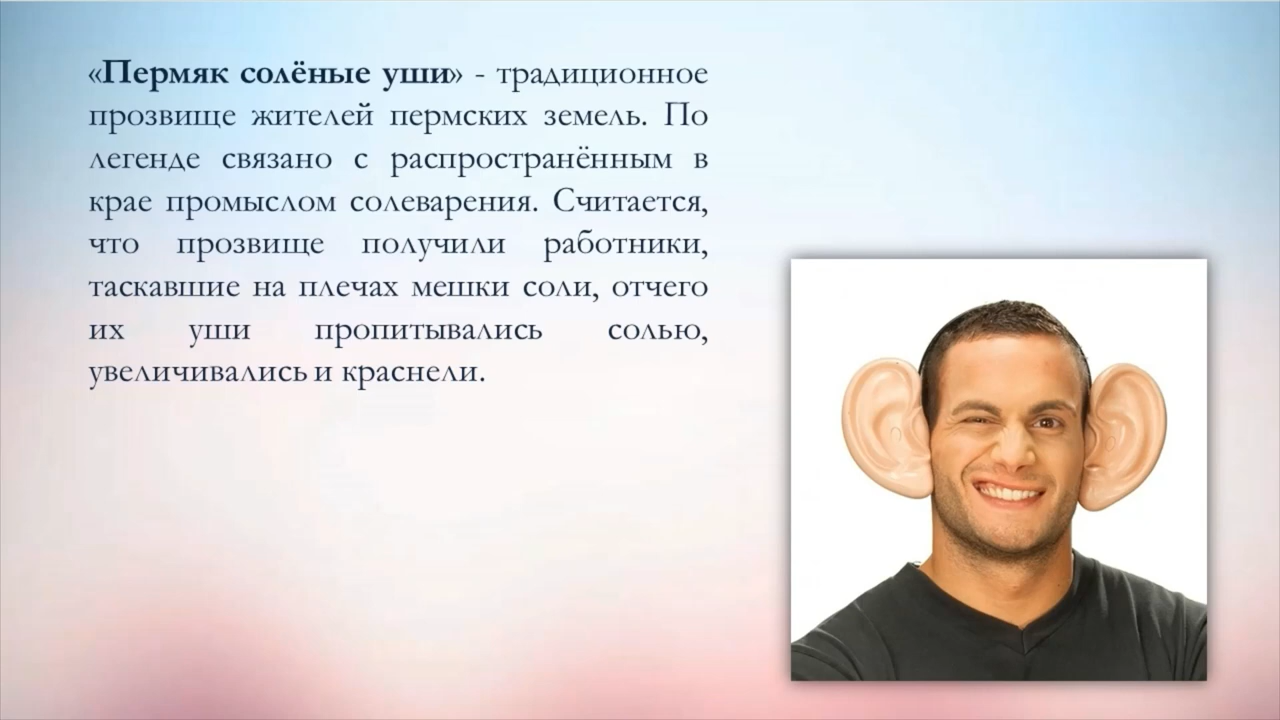 «Пермяк солёные уши» - традиционное
прозвище жителей пермских земель. По
легенде связано с распространённым в
крае промыслом солеварения. Считается,
что прозвище получили работники,
таскавшие на плечах мешки соли, отчего
их уши пропитывались солью,
увеличивались и краснели.